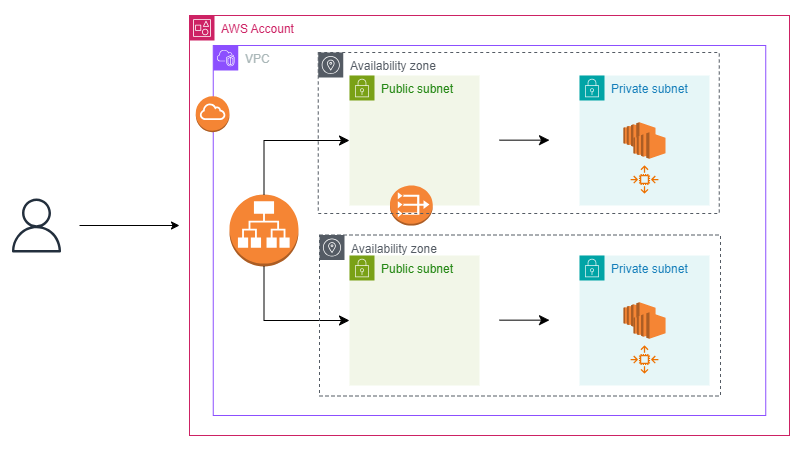 AWS Account
VPC
Availability zone
Public subnet
Private subnet
Availability zone
Public subnet
Private subnet